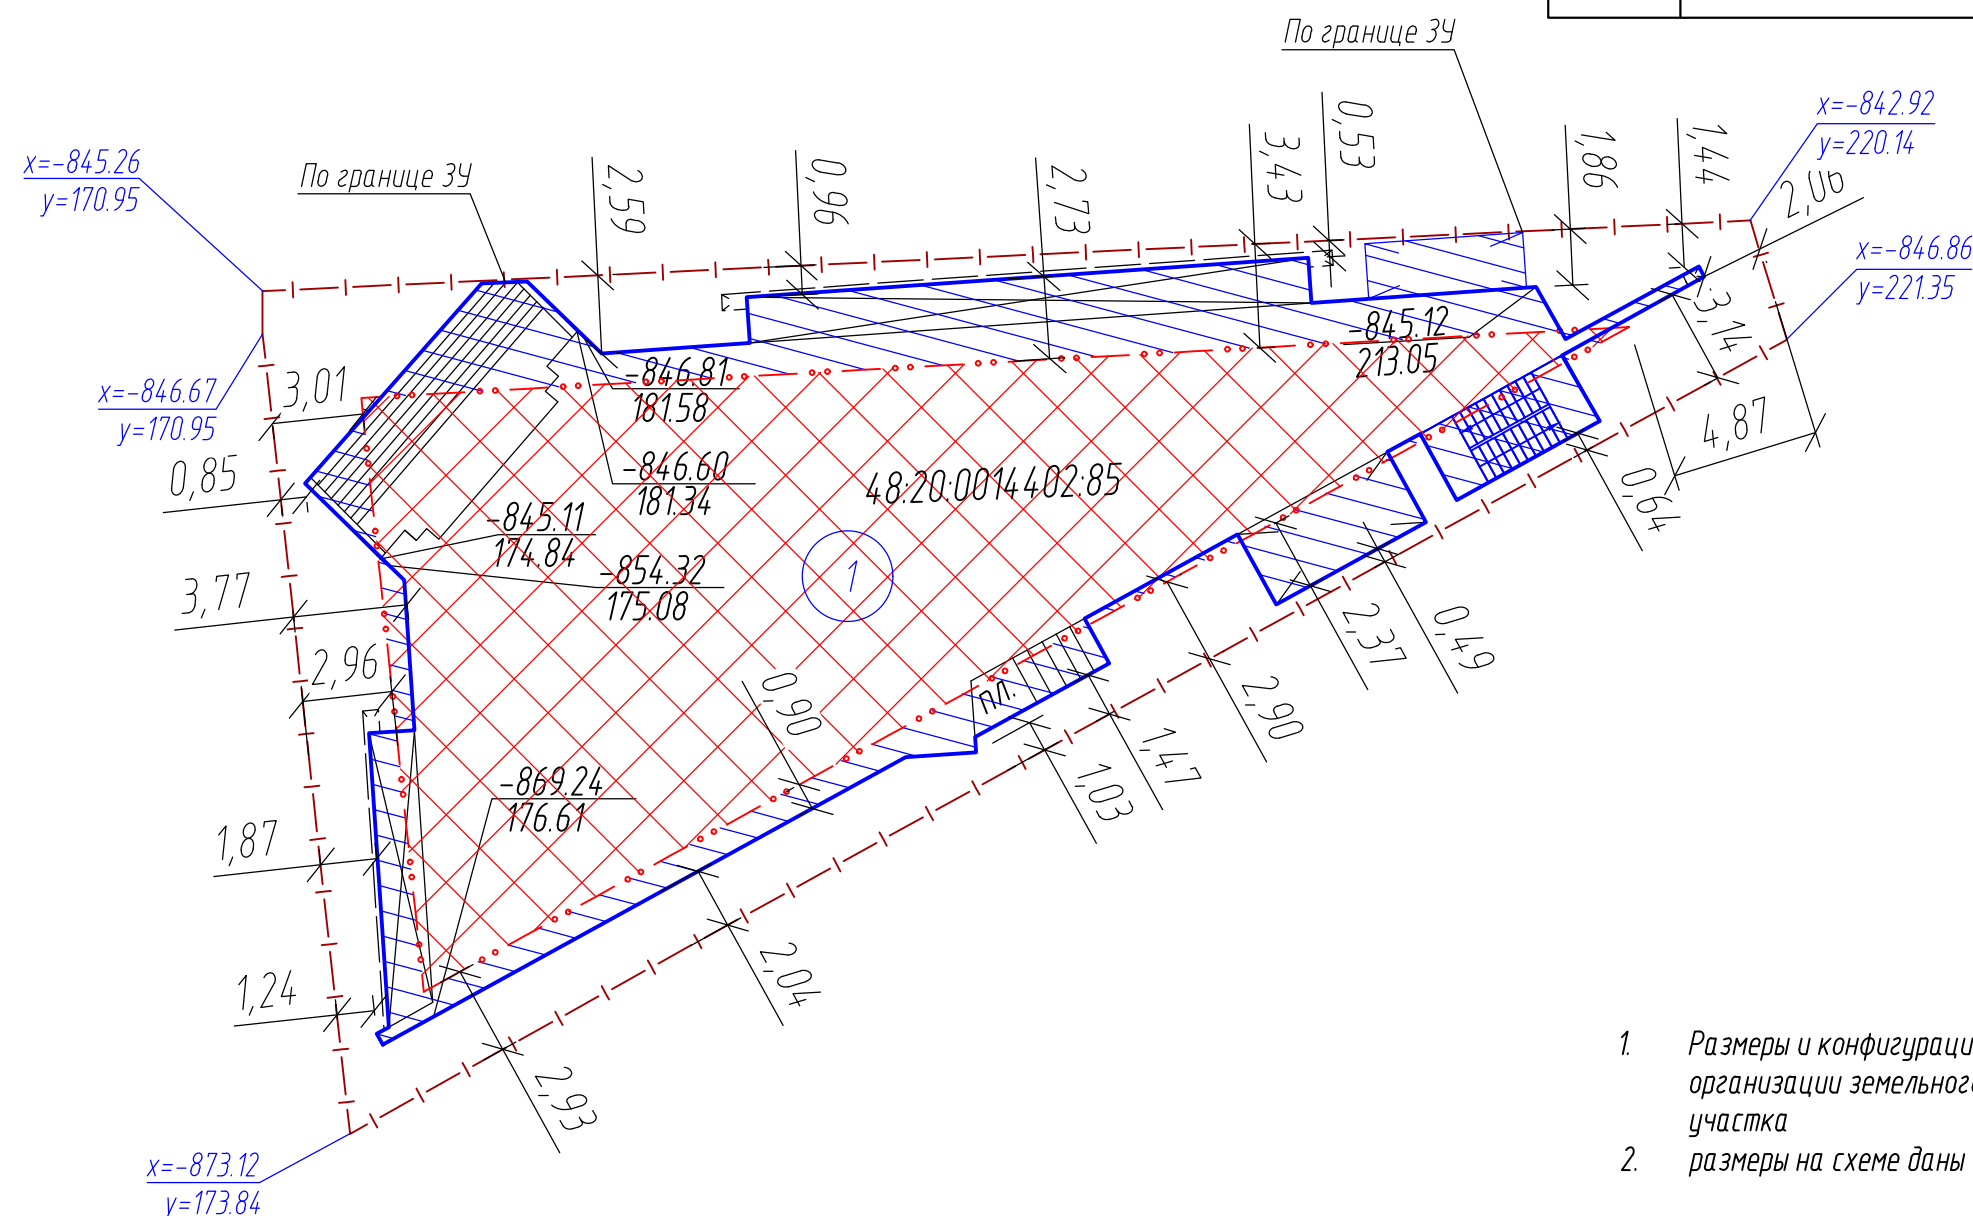 По границе ЗУ
x=-842.92
y=220.14
x=-845.26
y=170.95
По границе ЗУ
2,59
0,96
2,73
3,43
0,53
1,86
1,44
2,06
x=-846.86
y=221.35
3,14
-845.12
213.05
-846.81
181.58
3,01
x=-846.67
y=170.95
4,87
0,85
-846.60
181.34
48:20:0014402:85
0,64
-845.11
174.84
-854.32
175.08
1
3,77
2,96
2,37
0,49
пл.
2,90
0,90
1,47
1,03
-869.24
176.61
1,87
2,04
1,24
2,93
x=-873.12
y=173.84
1. Размеры и конфигураци
организации земельног
участка
2. размеры на схеме даны